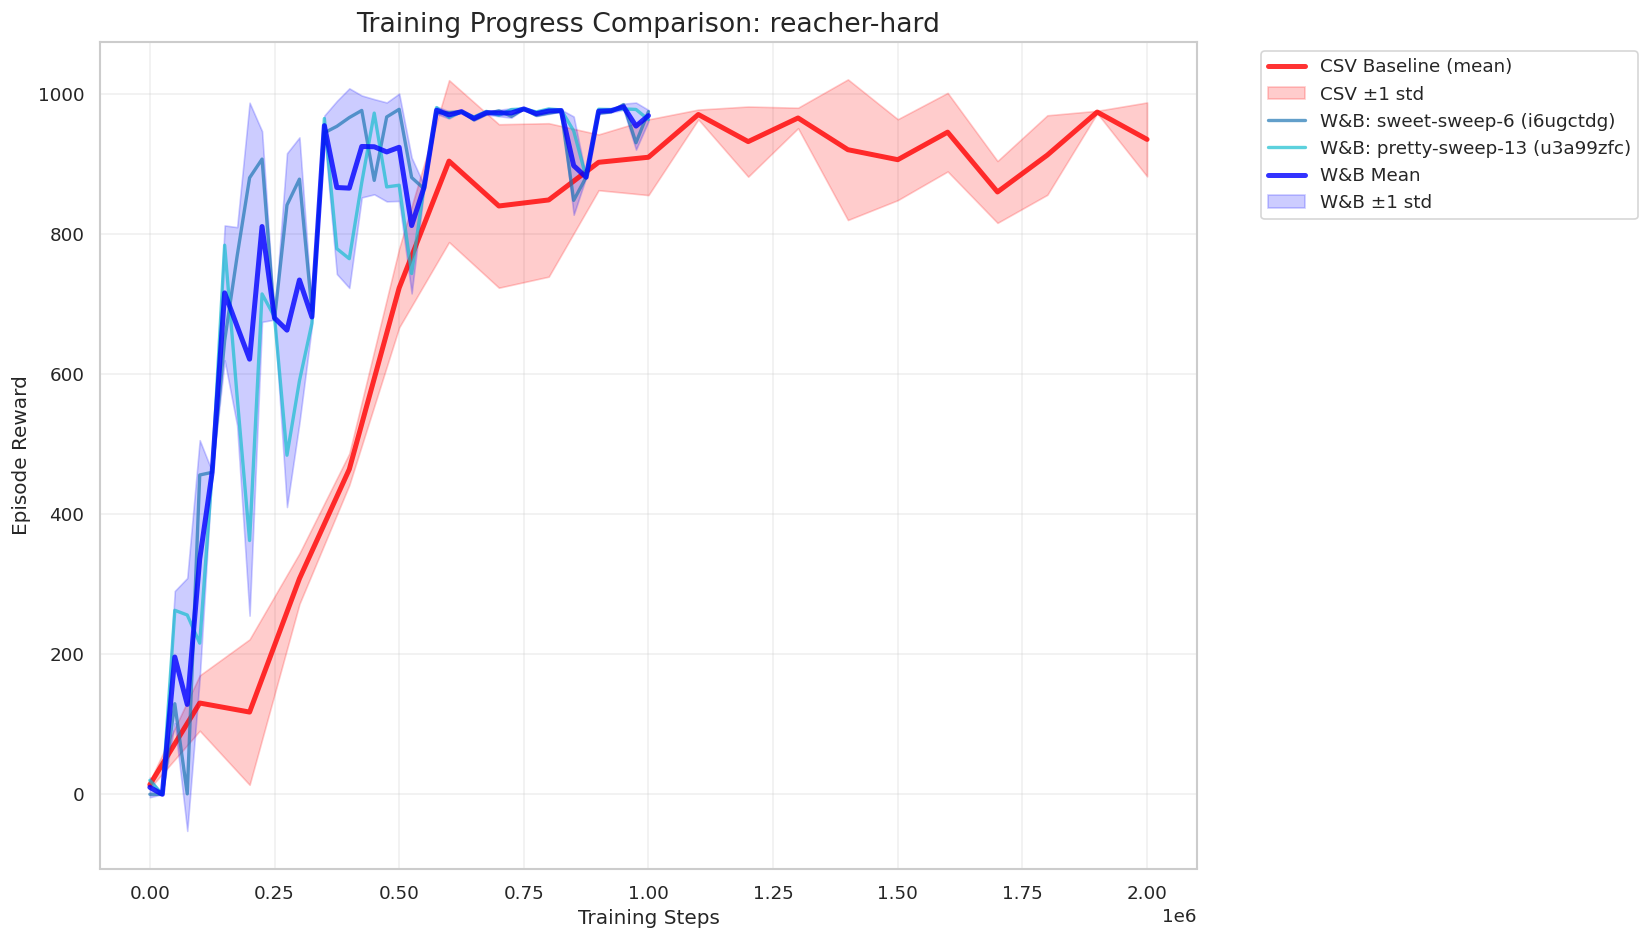 Training Progress Comparison: reacher-hard
CSV Baseline (mean)
CSV ±1 std
W&B: sweet-sweep-6 (i6ugctdg)
W&B: pretty-sweep-13 (u3a99zfc)
W&B Mean
W&B ±1 std
Episode Reward
1000
800
600
400
200
0
0.00 0.25 0.50 0.75 1.00 1.25 1.50 1.75 2.00
1e6
Training Steps